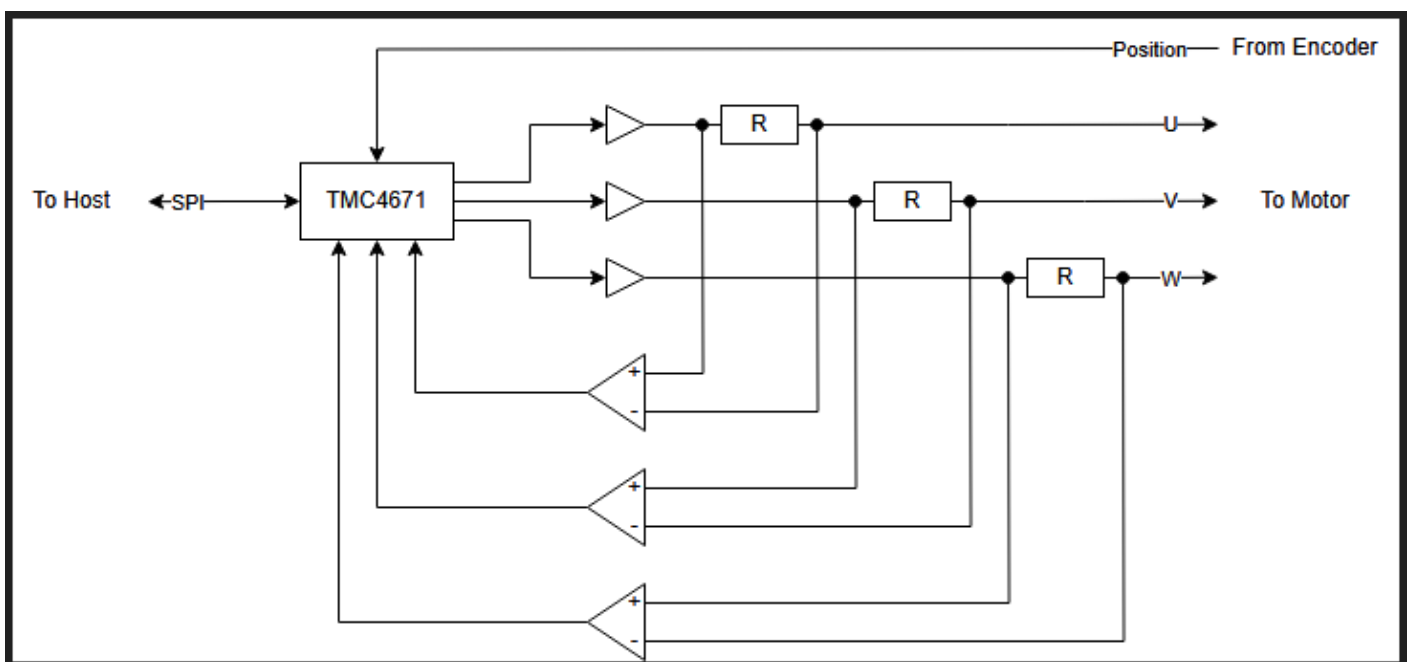 Position From Encoder
R U
To Host SPI TMC4671 R V To Motor
R W
+
-
+
-
+
-